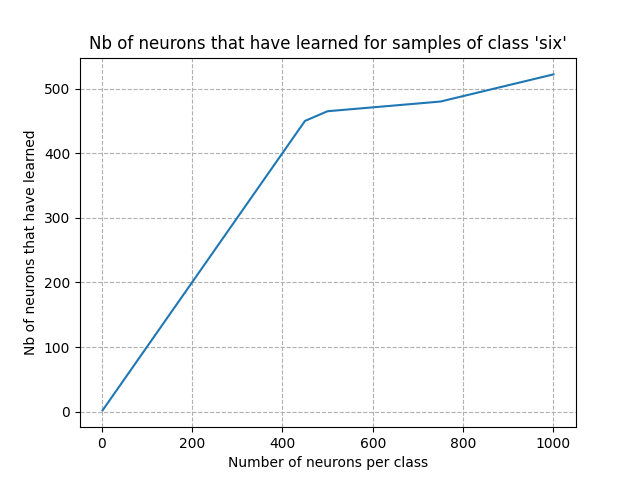 Nb of neurons that have learned for samples of class 'six'
Nb of neurons that have learned
500
400
300
200
100
0
0 200 400 600 800 1000
Number of neurons per class